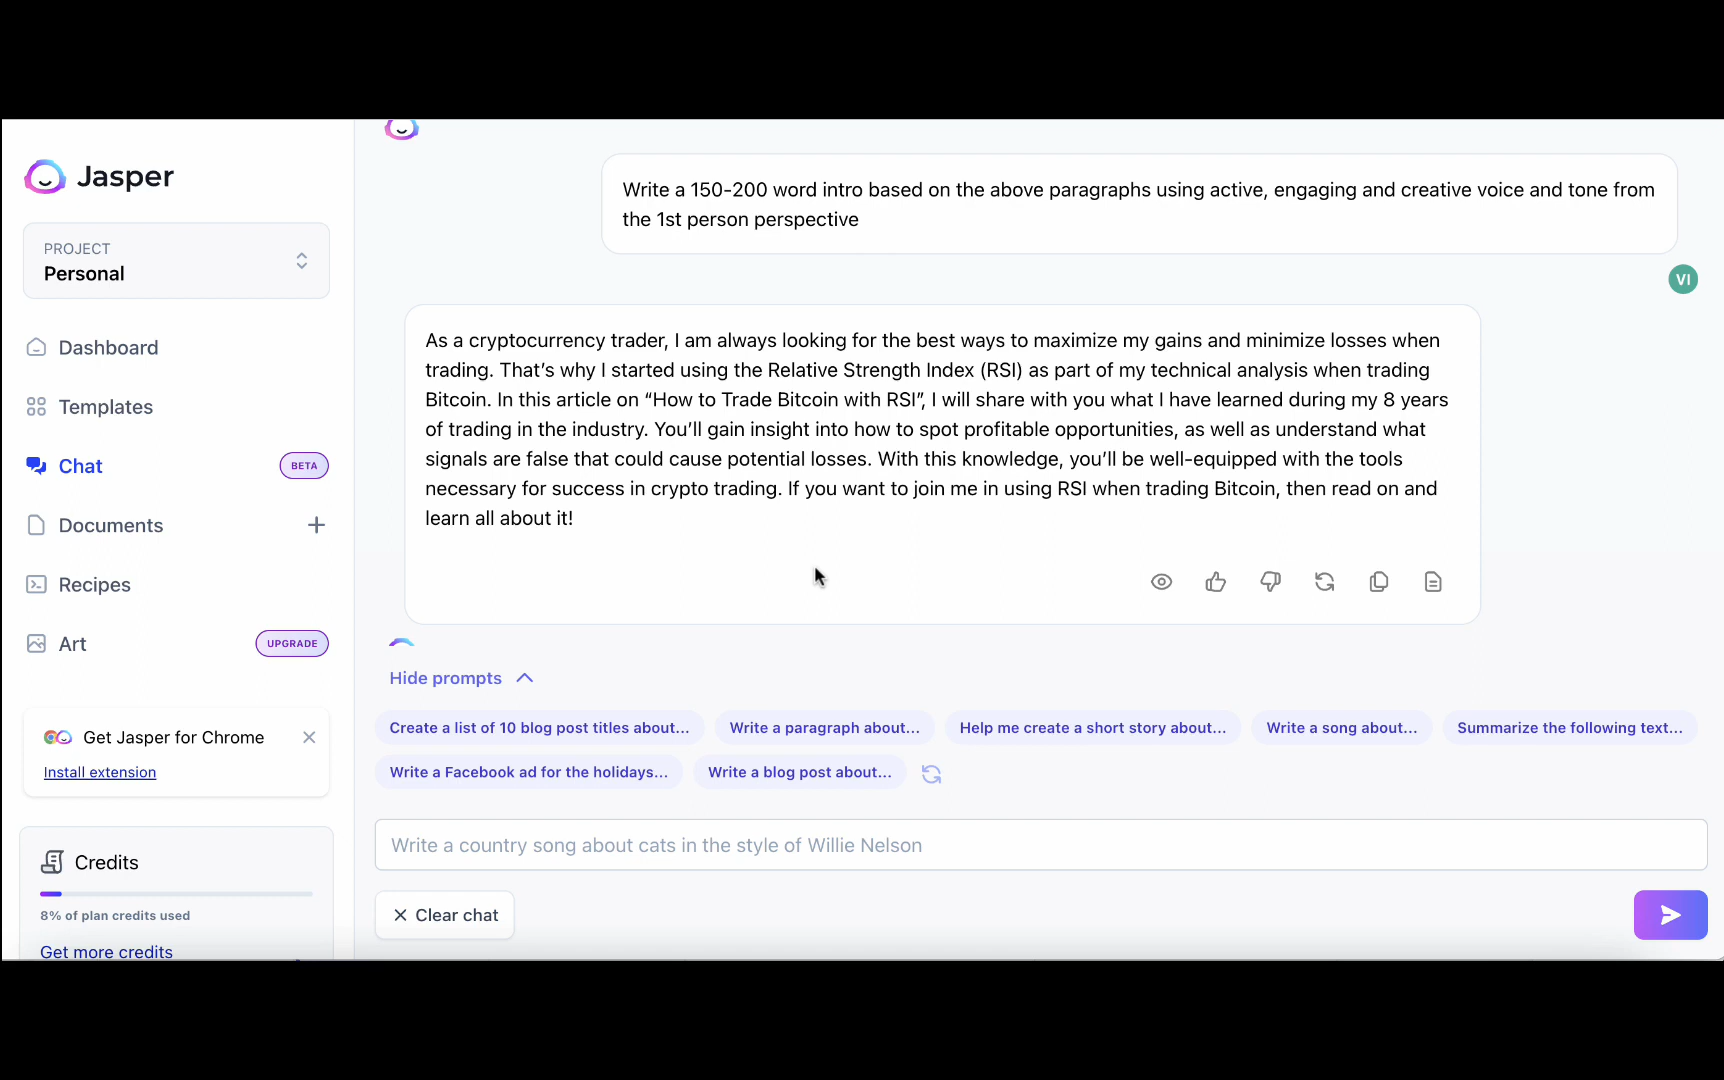 Jasper
PROJECT
Personal
Dashboard
Templates
Chat
BETA
Documents
Recipes
Art
UPGRADE
Get Jasper for Chrome
Install extension
Credits
8% of plan credits used
Get more credits
Write a 150-200 word intro based on the above paragraphs using active, engaging and creative voice and tone from
the 1st person perspective
VI
As a cryptocurrency trader, I am always looking for the best ways to maximize my gains and minimize losses when
trading. That’s why I started using the Relative Strength Index (RSI) as part of my technical analysis when trading
Bitcoin. In this article on “How to Trade Bitcoin with RSI”, I will share with you what I have learned during my 8 years
of trading in the industry. You’ll gain insight into how to spot profitable opportunities, as well as understand what
signals are false that could cause potential losses. With this knowledge, you’ll be well-equipped with the tools
necessary for success in crypto trading. If you want to join me in using RSI when trading Bitcoin, then read on and
learn all about it!
Hide prompts
Create a list of 10 blog post titles about...
Write a paragraph about...
Help me create a short story about...
Write a song about...
Summarize the following text...
Write a Facebook ad for the holidays...
Write a blog post about...
Write a country song about cats in the style of Willie Nelson
Clear chat